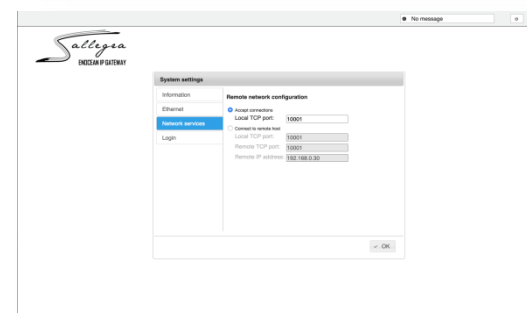 No message
Sallegra
ENOCEAN IP GATEWAY
System settings
Information
Ethernet
Network services
Login
Remote network configuration
Accept connections
Local TCP port: 10001
Connect to remote host
Local TCP port: 10001
Remote TCP port: 10001
Remote IP address: 192.168.0.30
OK